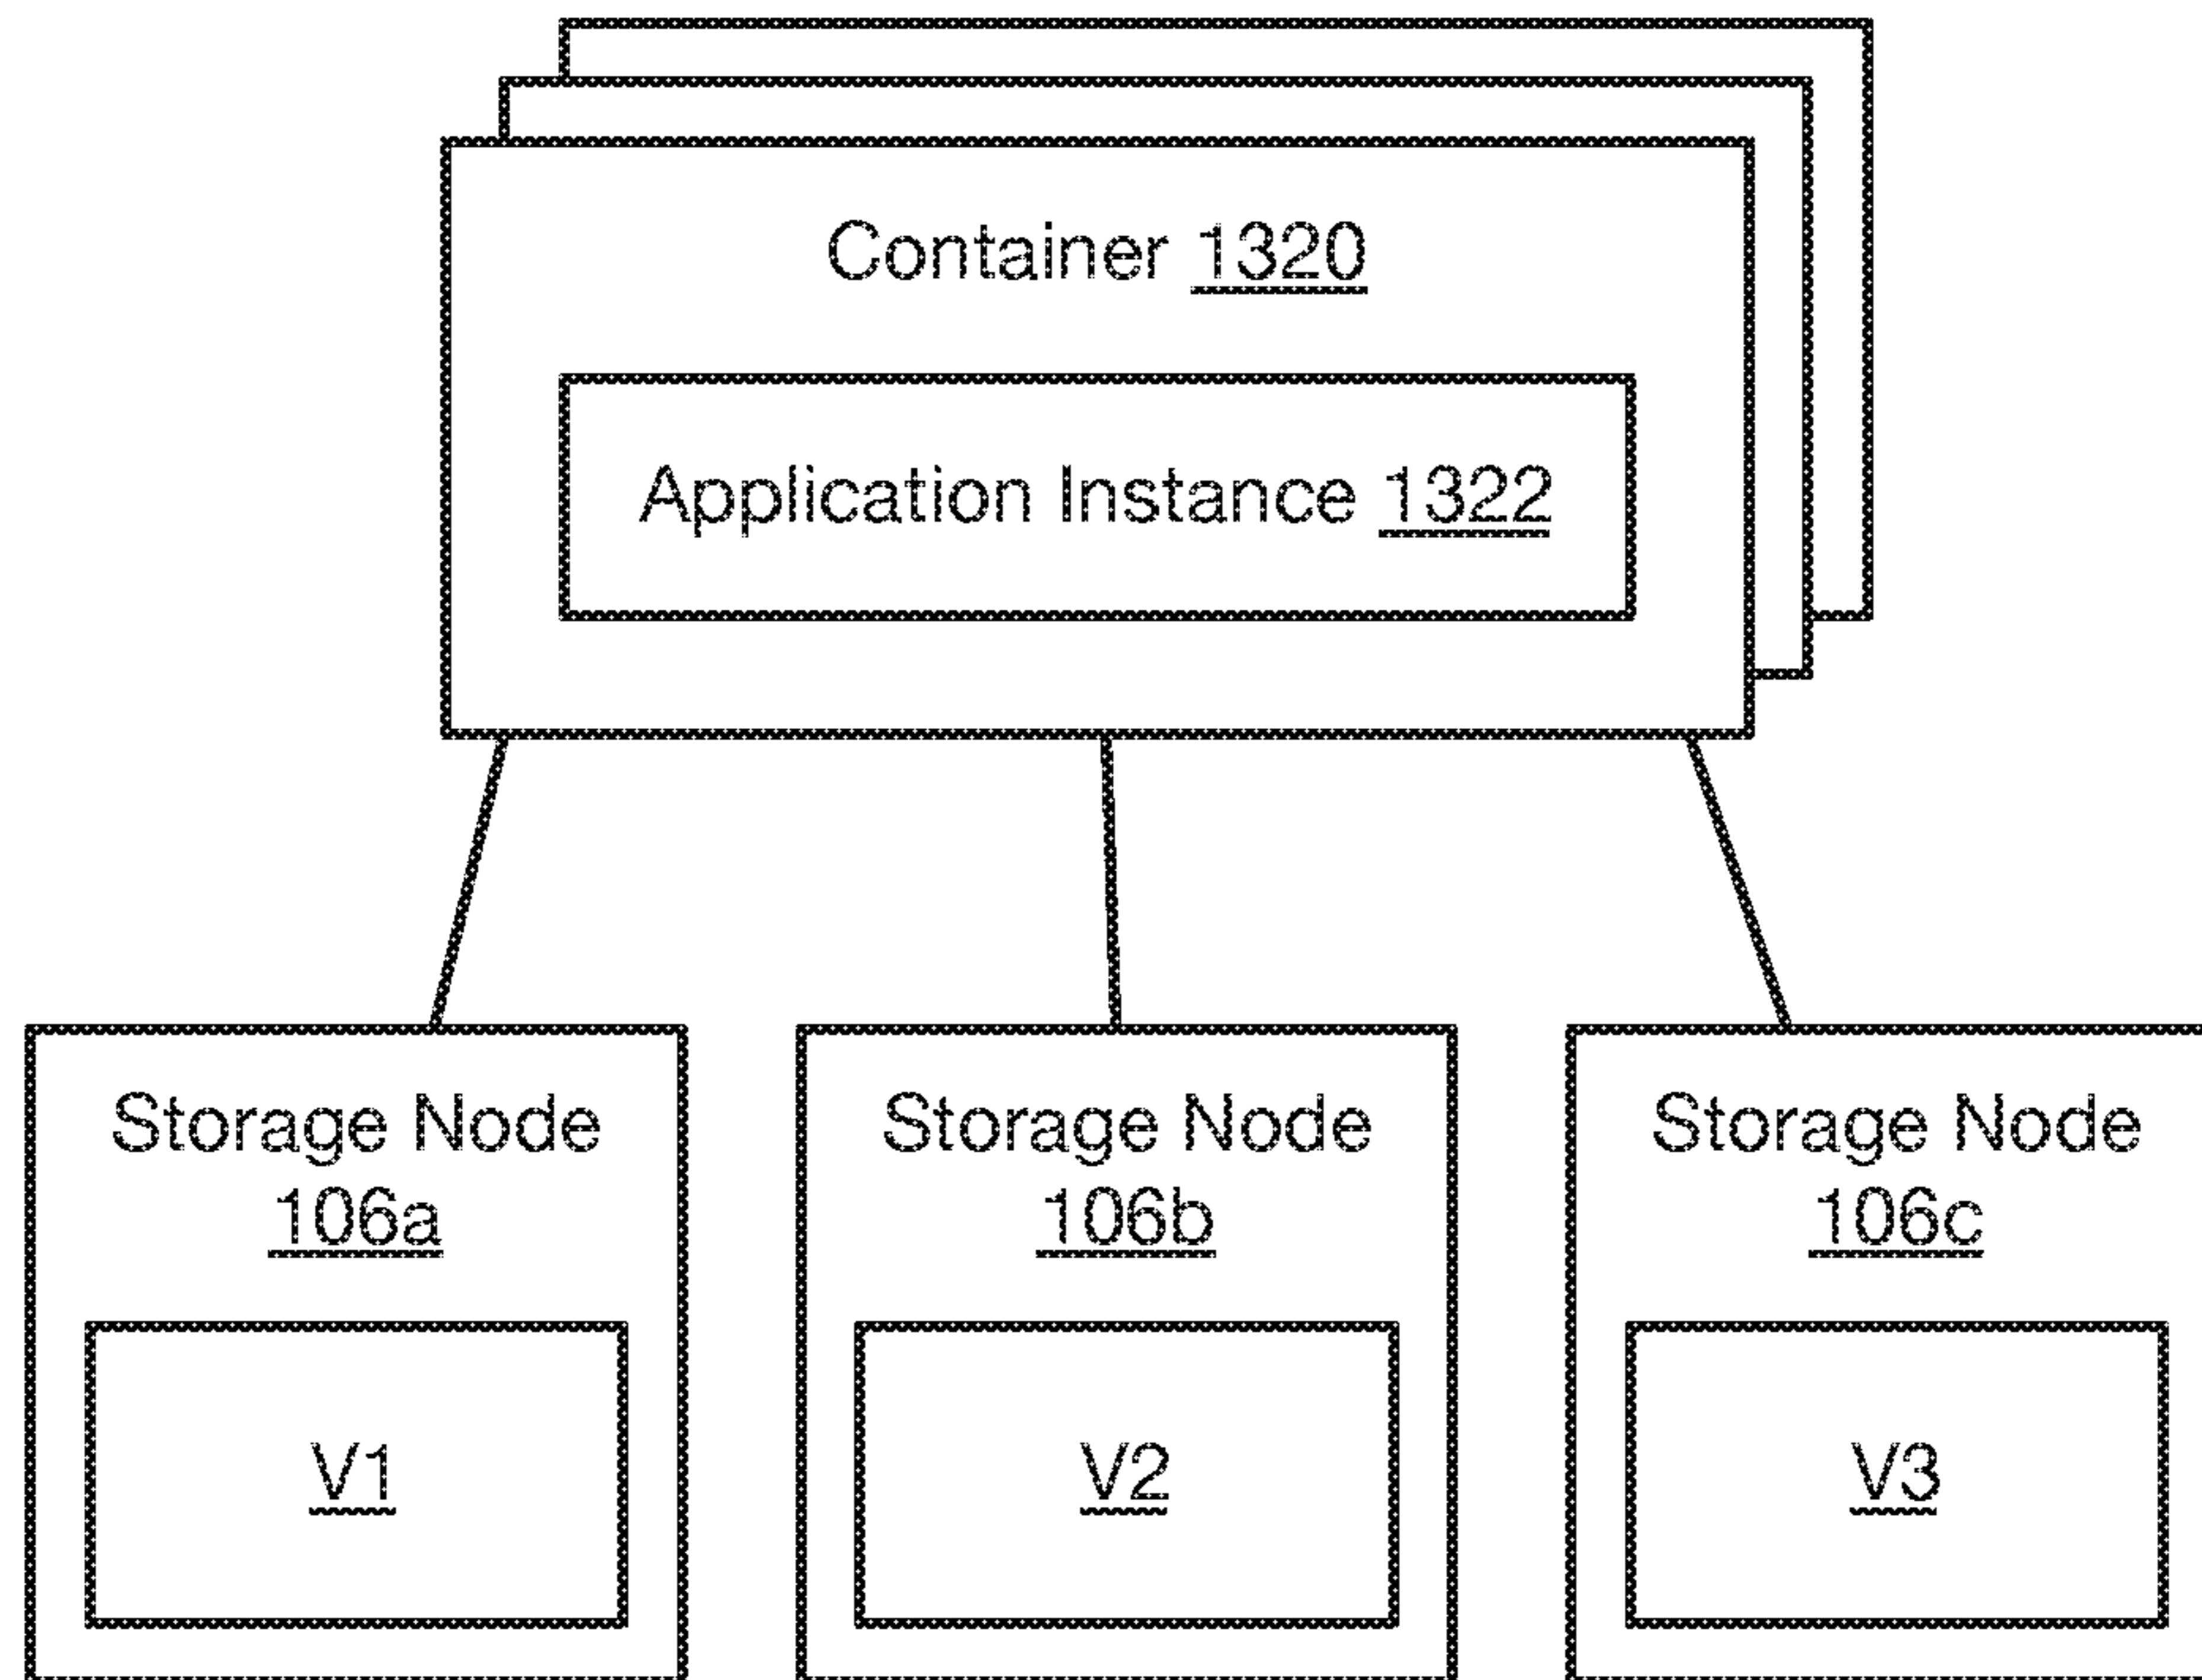 Container 1320
Application Instance 1322
Storage Node
106a
Storage Node
106b
Storage Node
106c
V1
V2
V3